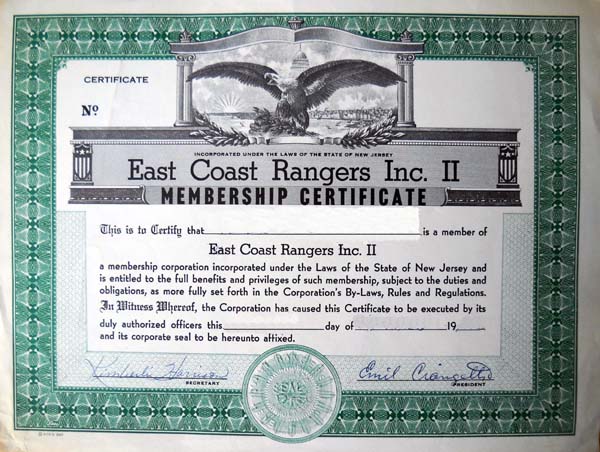 CERTIFICATE
No
INCORPORATED UNDER THE LAWS OF THE STATE OF NEW JERSEY
East Coast Rangers Inc. II
MEMBERSHIP CERTIFICATE
This is to Certify that is a member of
East Coast Rangers Inc. II
a membership corporation incorporated under the Laws of the State of New Jersey and
is entitled to the full benefits and privileges of such membership, subject to the duties and
obligations, as more fully set forth in the Corporation's By-Laws, Rules and Regulations.
In Witness Whereof, the Corporation has caused this Certificate to be executed by its
duly authorized officers this day of 19
and its corporate seal to be hereunto affixed.
Kimberlie Harrison
Emil Ciangetti
SECRETARY
PRESIDENT
SEAL